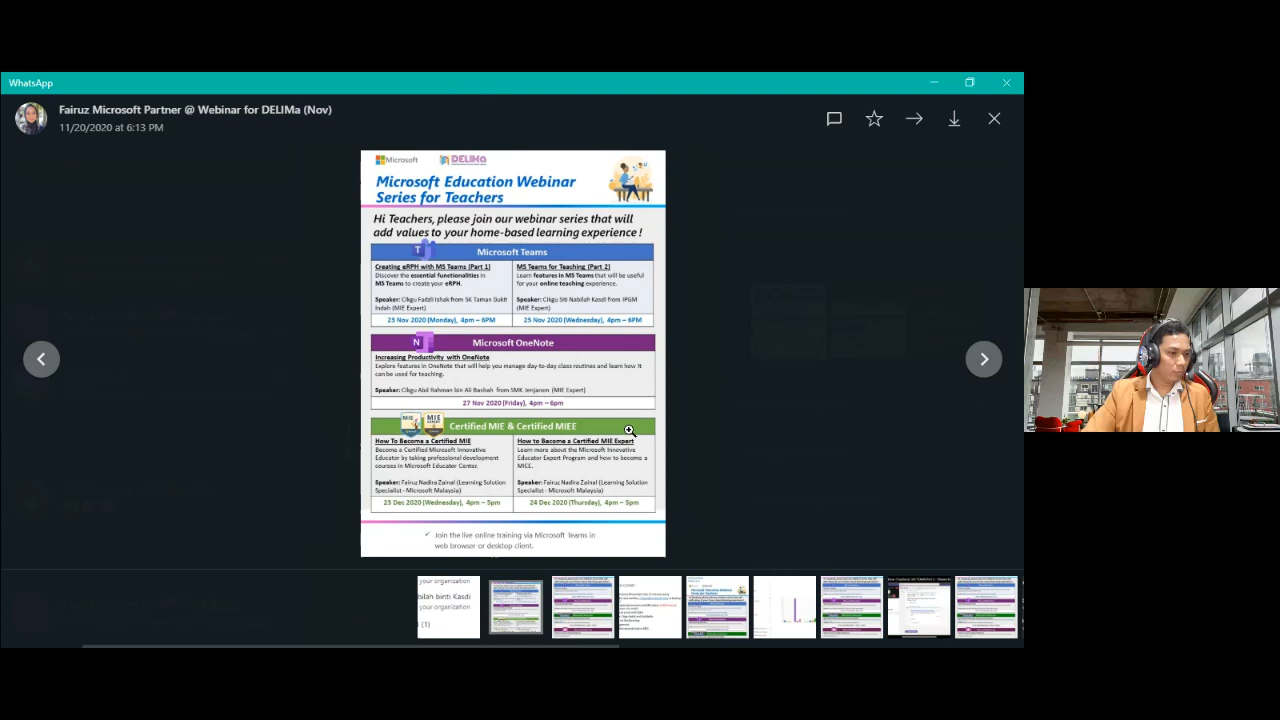 WhatsApp
Fairuz Microsoft Partner @ Webinar for DELIMa (Nov)
11/20/2020 at 6:13 PM
Microsoft
DELIMa
Microsoft Education Webinar
Series for Teachers
Hi Teachers, please join our webinar series that will
add values to your home-based learning experience !
Microsoft Teams
Creating eRPH with MS Teams (Part 1)
Discover the essential functionalities in
MS Teams to create your eRPH.
Speaker: Cikgu Fadzli Ishak from SK Taman Bukit
Indah (MIE Expert)
23 Nov 2020 (Monday), 4pm – 6PM
MS Teams for Teaching (Part 2)
Learn features in MS Teams that will be useful
for your online teaching experience.
Speaker: Cikgu Siti Nabilah Kasdi from IPGM
(MIE Expert)
25 Nov 2020 (Wednesday), 4pm – 6PM
Microsoft OneNote
Increasing Productivity with OneNote
Explore features in OneNote that will help you manage day-to-day class routines and learn how it
can be used for teaching.
Speaker: Cikgu Abd Rahman bin Ali Bashah from SMK Jenjarom (MIE Expert)
27 Nov 2020 (Friday), 4pm – 6pm
Certified MIE & Certified MIEE
How To Become a Certified MIE
Become a Certified Microsoft Innovative
Educator by taking professional development
courses in Microsoft Educator Center.
Speaker: Fairuz Nadira Zainal (Learning Solution
Specialist - Microsoft Malaysia)
23 Dec 2020 (Wednesday), 4pm – 5pm
How to Become a Certified MIE Expert
Learn more about the Microsoft Innovative
Educator Expert Program and how to become a
MIEE.
Speaker: Fairuz Nadira Zainal (Learning Solution
Specialist - Microsoft Malaysia)
24 Dec 2020 (Thursday), 4pm – 5pm
✓ Join the live online training via Microsoft Teams in
web browser or desktop client.
your organization
bilah binti Kasdi
your organization
(1)